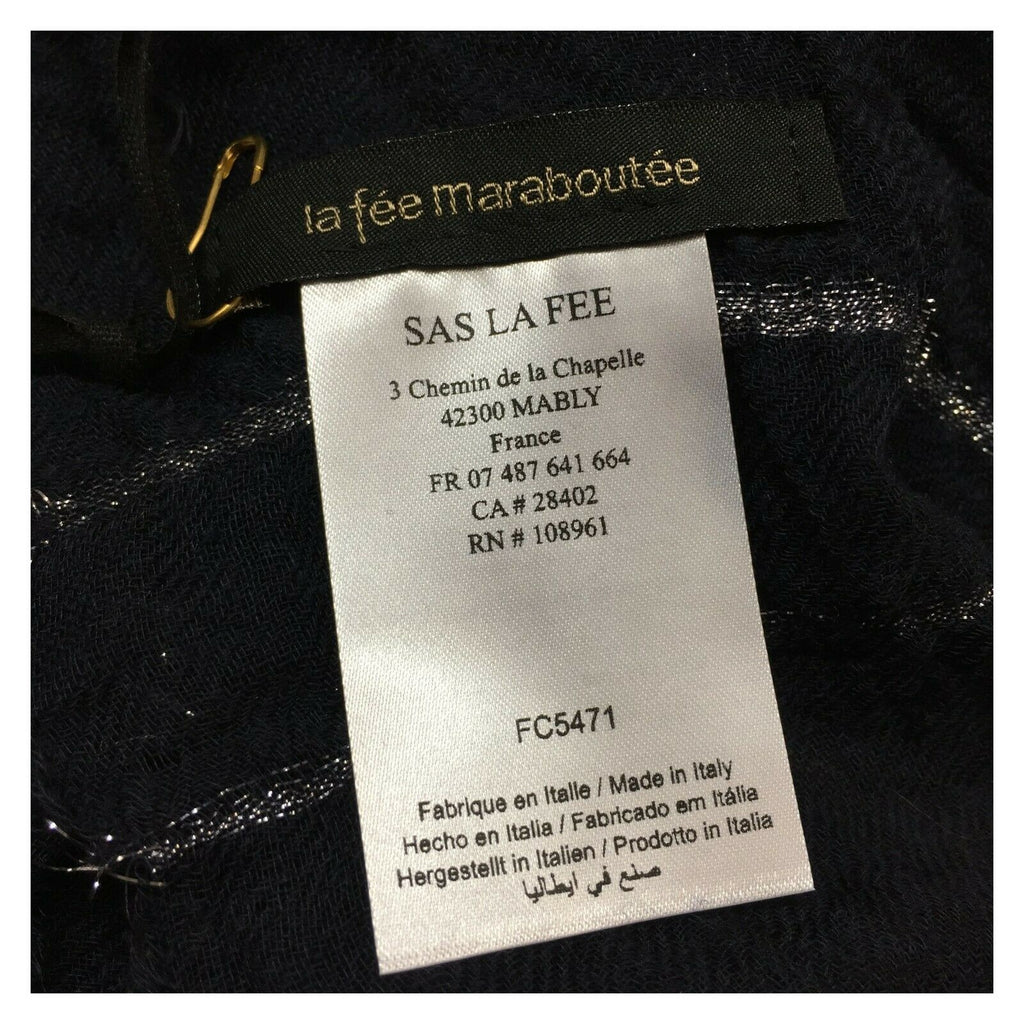 la fée maraboutée
SAS LA FEE
3 Chemin de la Chapelle
42300 MABLY
France
FR 07 487 641 664
CA # 28402
RN # 108961
FC5471
Fabrique en Italle / Made in Italy
Hecho en Italia / Fabricado em Itália
Hergestellt in Italien / Prodotto in Italia
صنع في ايطاليا